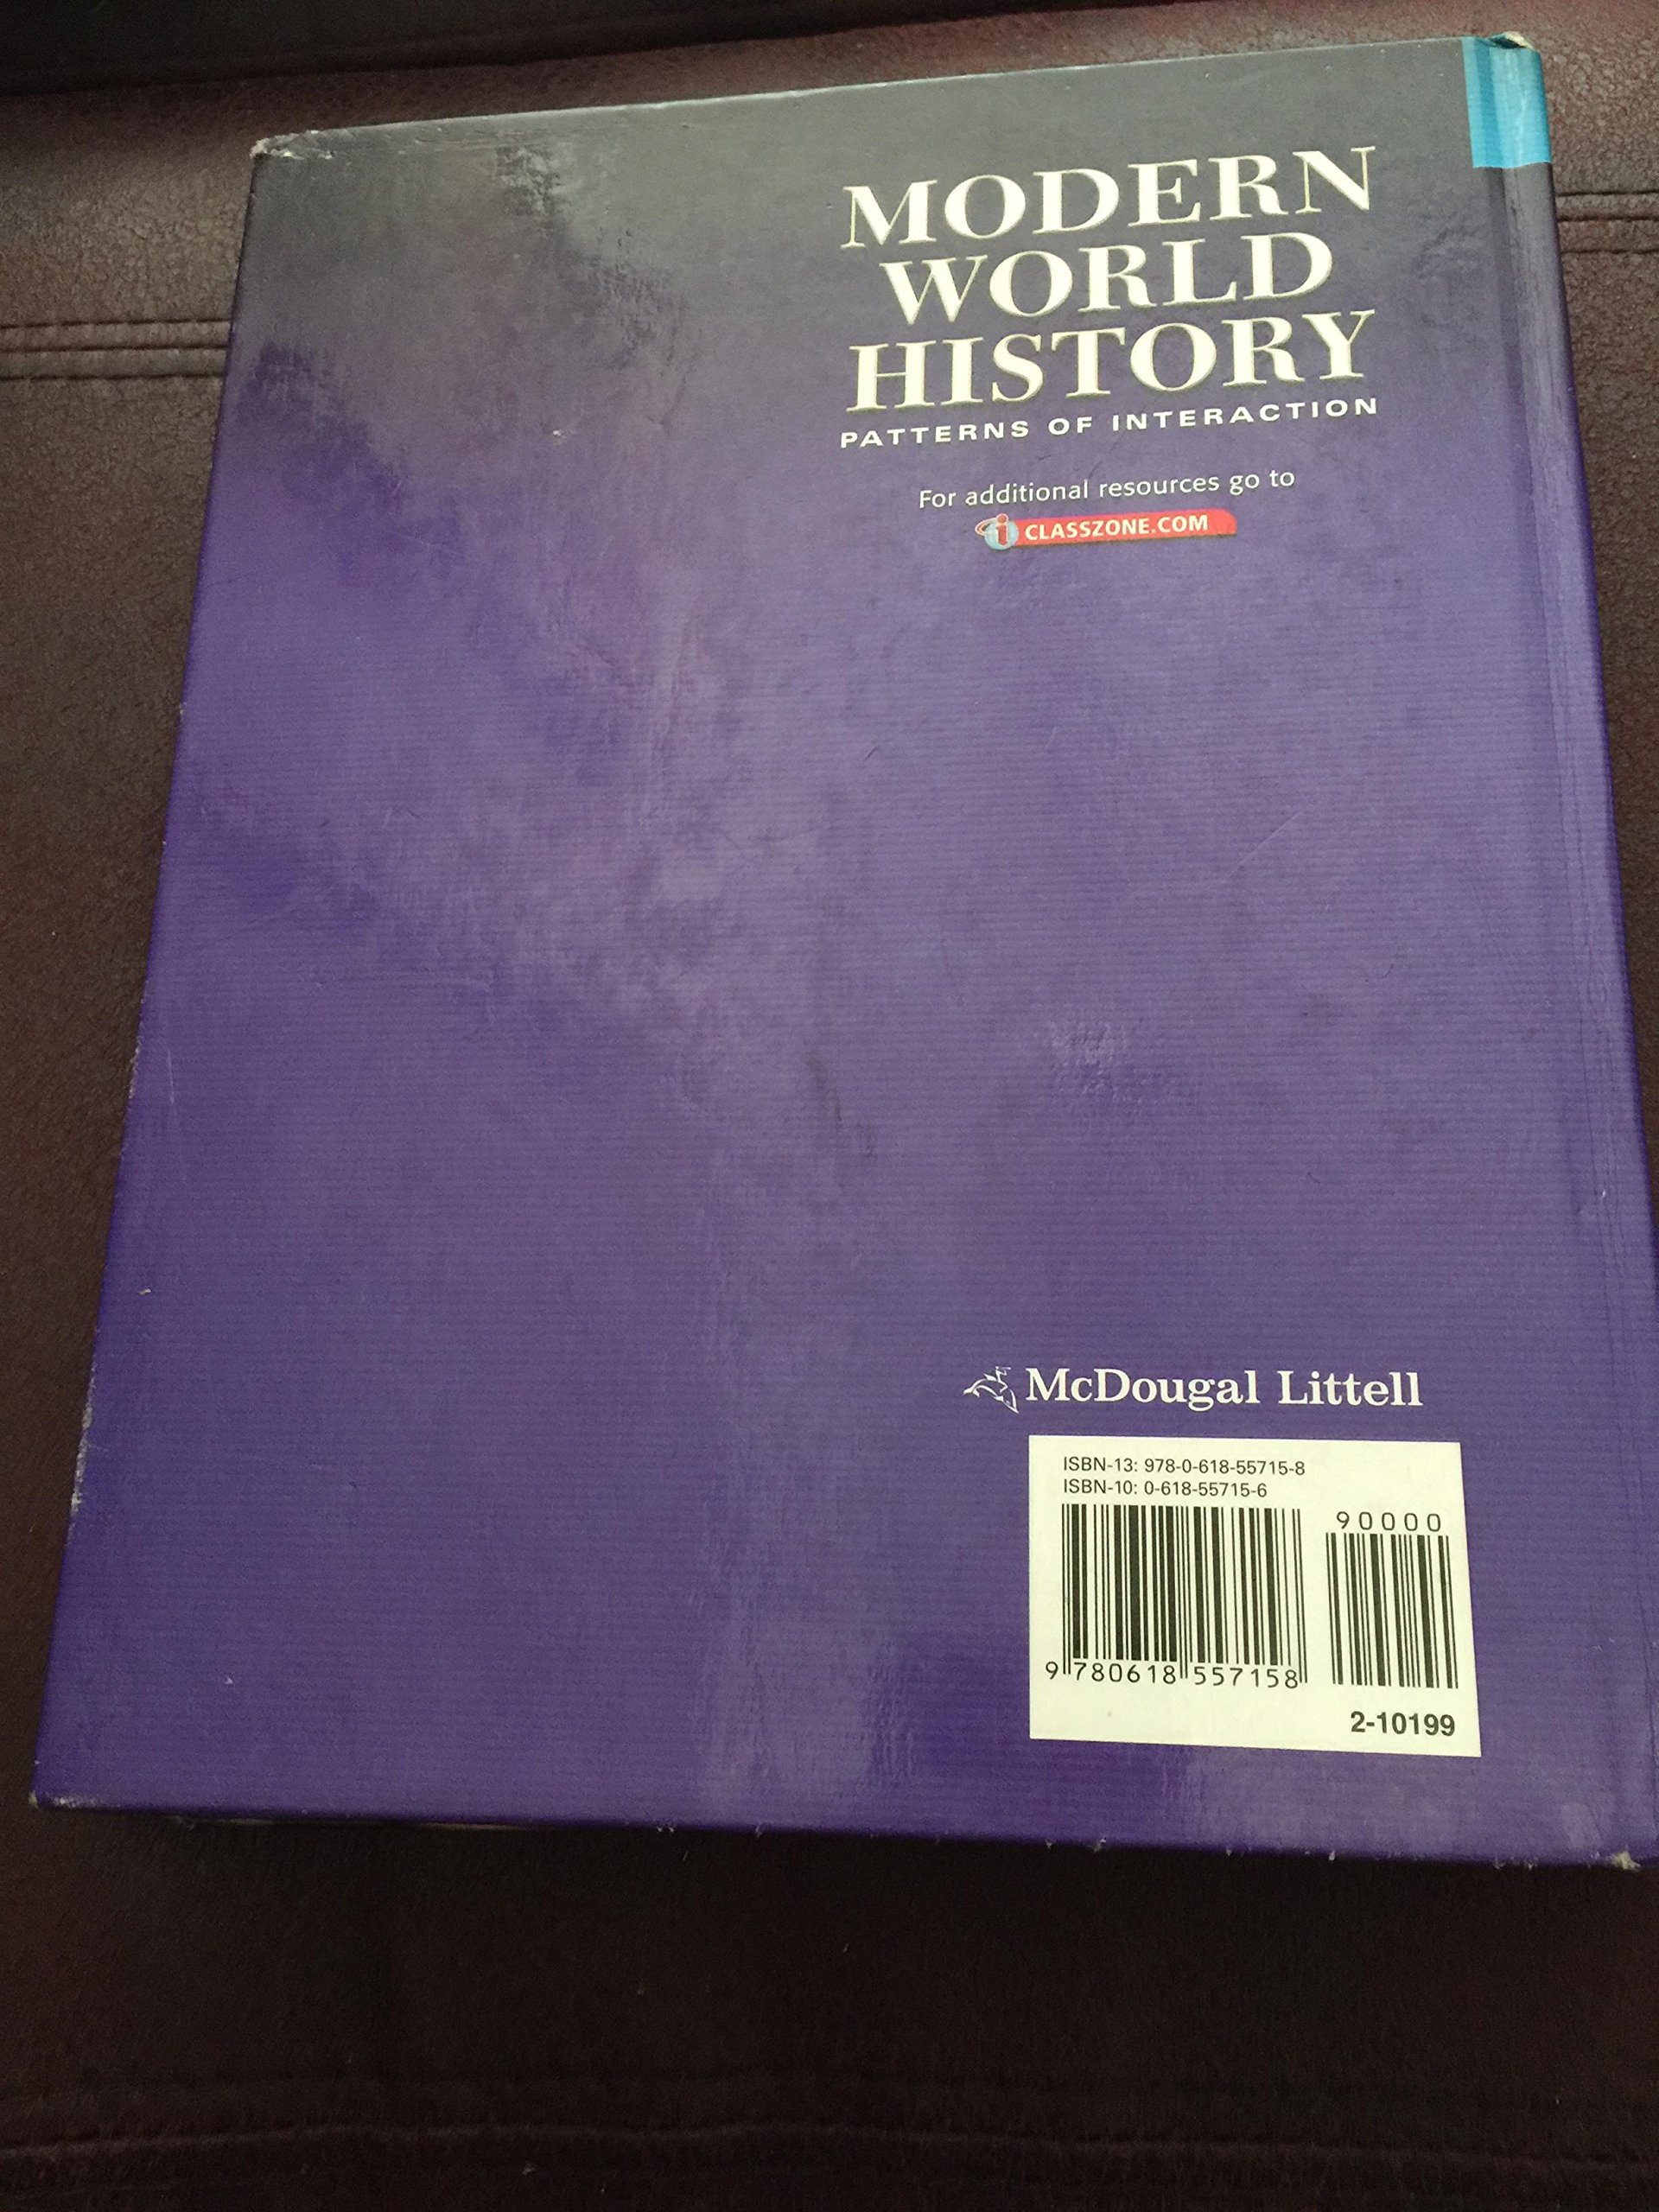 MODERN
WORLD
HISTORY
PATTERNS OF INTERACTION
For additional resources go to
CLASSZONE.COM
McDougal Littell
ISBN-13: 978-0-618-55715-8
ISBN-10: 0-618-55715-6
90000
9 780618 557158
2-10199